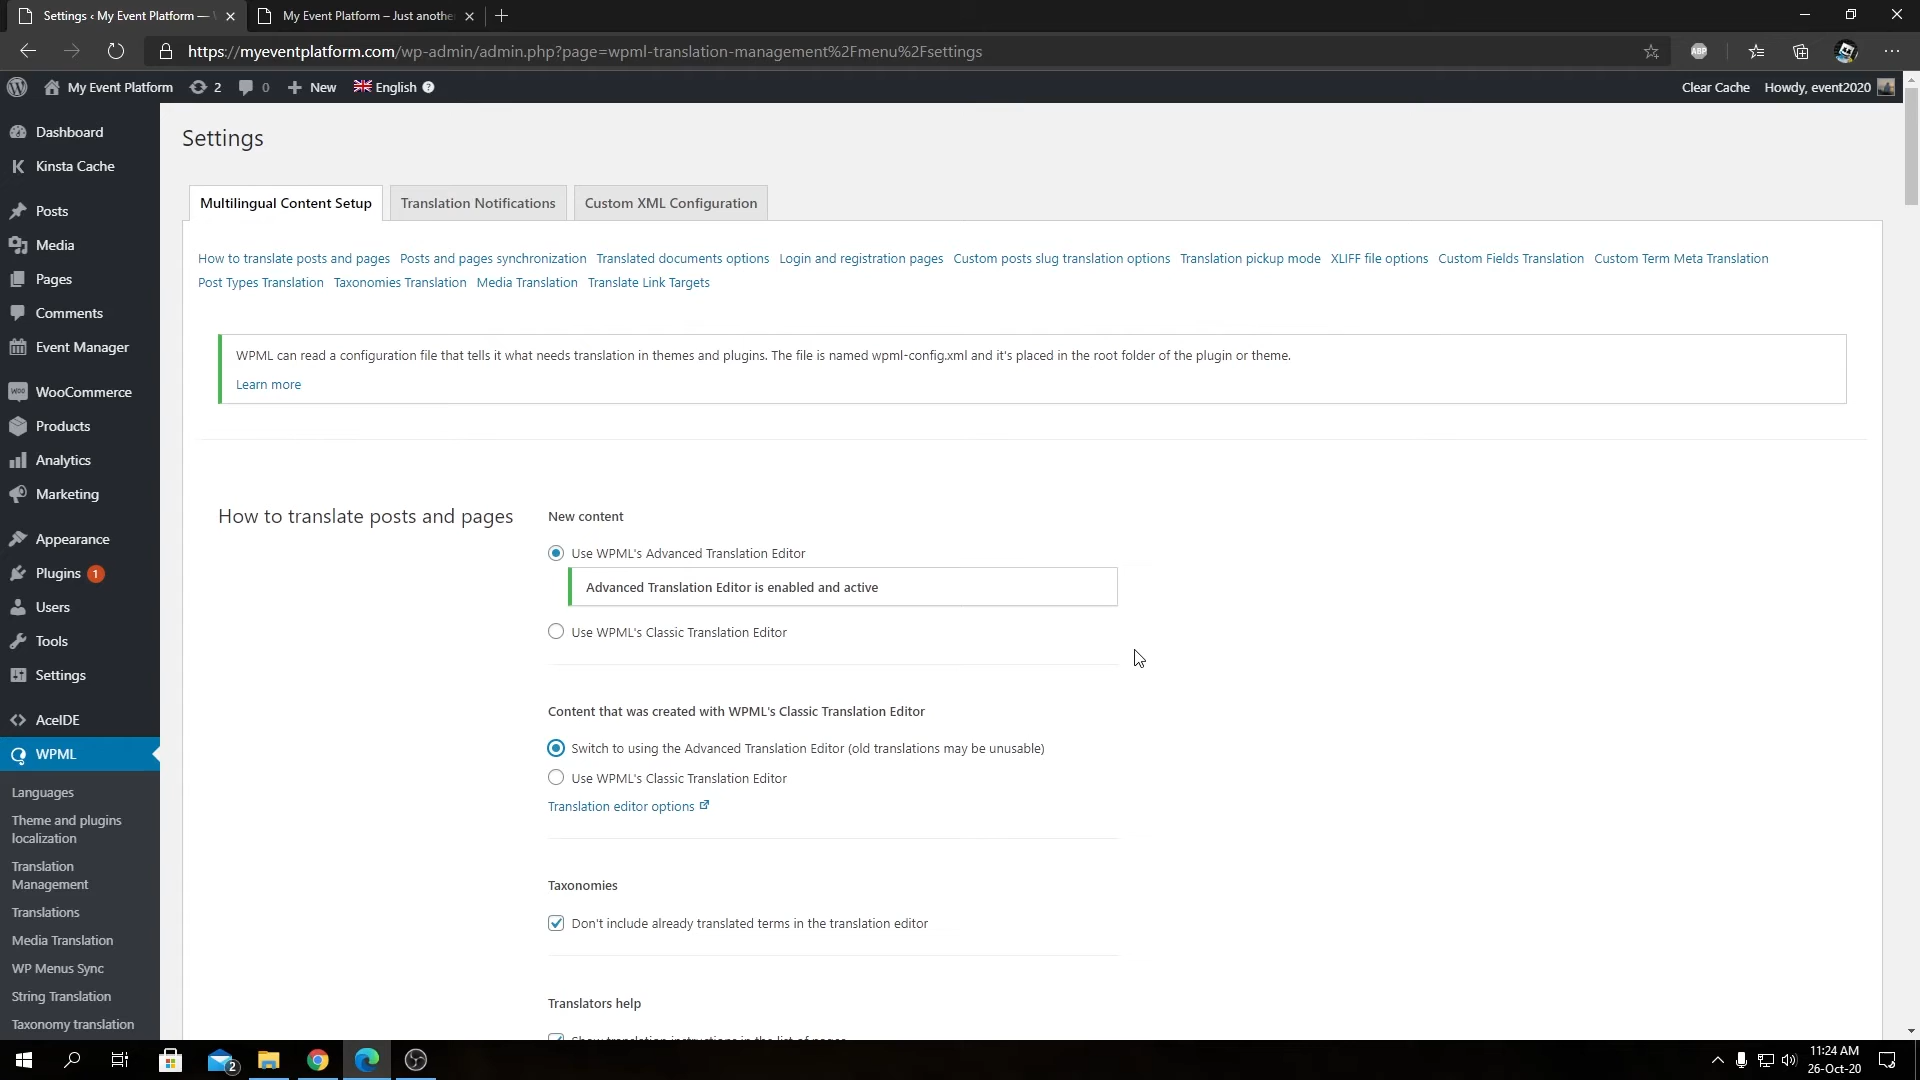 Settings ‹ My Event Platform —
My Event Platform – Just anothe
https://myeventplatform.com/wp-admin/admin.php?page=wpml-translation-management%2Fmenu%2Fsettings
ABP
My Event Platform 2 0 New English
Clear Cache Howdy, event2020
Dashboard
Kinsta Cache
Posts
Media
Pages
Comments
Event Manager
WooCommerce
Products
Analytics
Marketing
Appearance
Plugins 1
Users
Tools
Settings
AceIDE
WPML
Languages
Theme and plugins
localization
Translation
Management
Translations
Media Translation
WP Menus Sync
String Translation
Taxonomy translation
Settings
Multilingual Content Setup Translation Notifications Custom XML Configuration
How to translate posts and pages Posts and pages synchronization Translated documents options Login and registration pages Custom posts slug translation options Translation pickup mode XLIFF file options Custom Fields Translation Custom Term Meta Translation
Post Types Translation Taxonomies Translation Media Translation Translate Link Targets
WPML can read a configuration file that tells it what needs translation in themes and plugins. The file is named wpml-config.xml and it's placed in the root folder of the plugin or theme.
Learn more
How to translate posts and pages
New content
Use WPML's Advanced Translation Editor
Advanced Translation Editor is enabled and active
Use WPML's Classic Translation Editor
Content that was created with WPML's Classic Translation Editor
Switch to using the Advanced Translation Editor (old translations may be unusable)
Use WPML's Classic Translation Editor
Translation editor options
Taxonomies
Don't include already translated terms in the translation editor
Translators help
Show translation instructions in the list of pages
2
11:24 AM
26-Oct-20